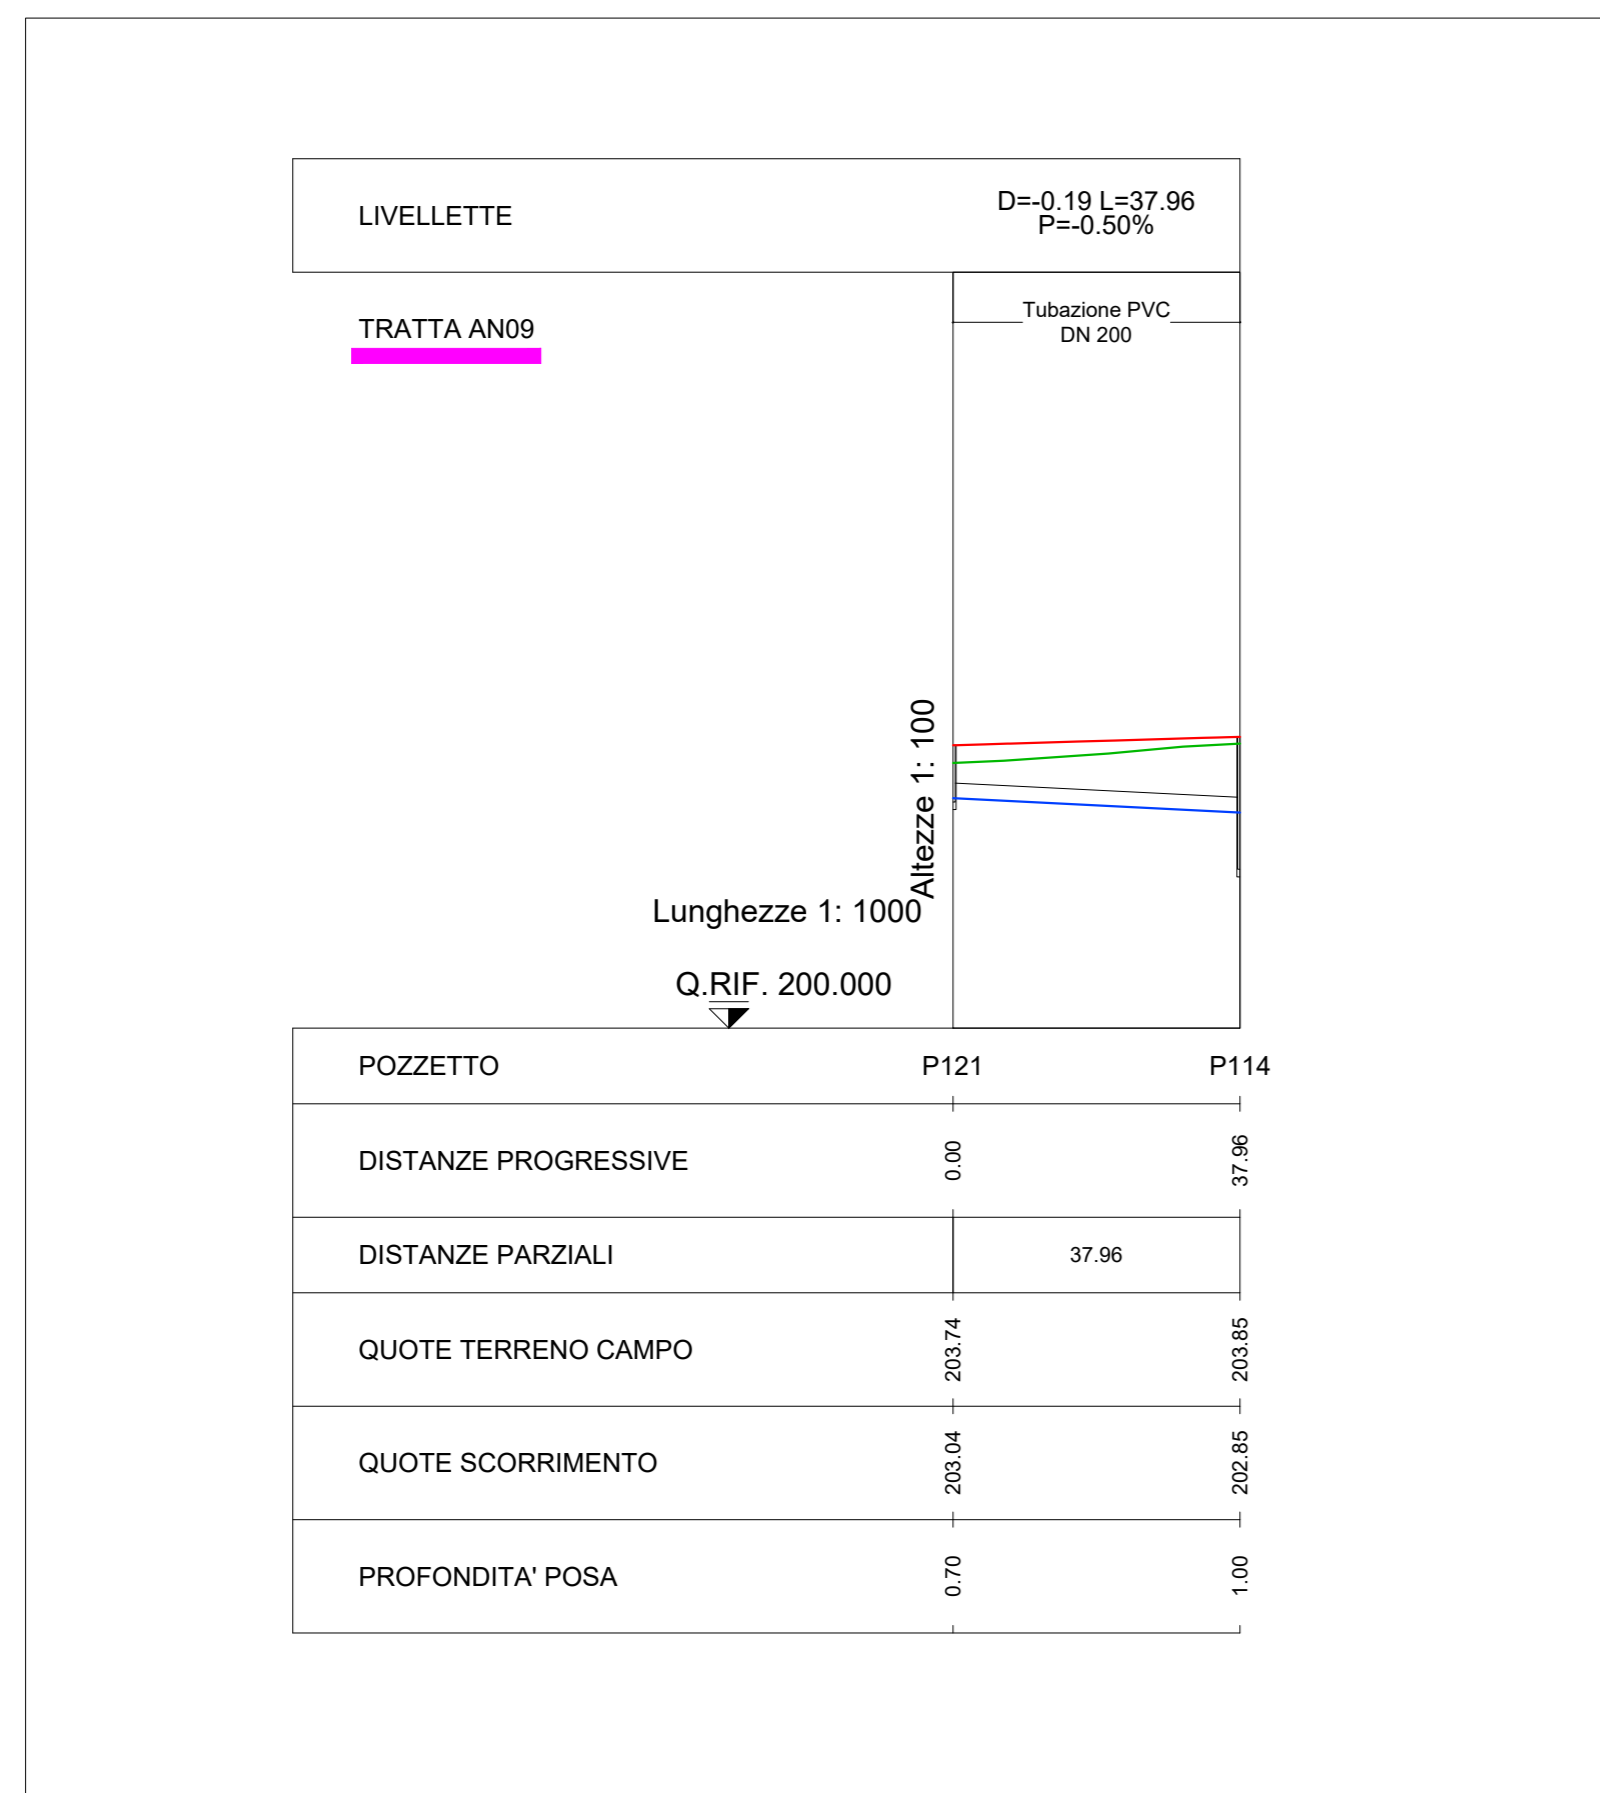 LIVELLETTE
D=-0.19 L=37.96
P=-0.50%
TRATTA AN09
Tubazione PVC
DN 200
Altezze 1: 100
Lunghezze 1: 1000
Q.RIF. 200.000
POZZETTO P121 P114
DISTANZE PROGRESSIVE 0.00 37.96
DISTANZE PARZIALI 37.96
QUOTE TERRENO CAMPO 203.74 203.85
QUOTE SCORRIMENTO 203.04 202.85
PROFONDITA' POSA 0.70 1.00